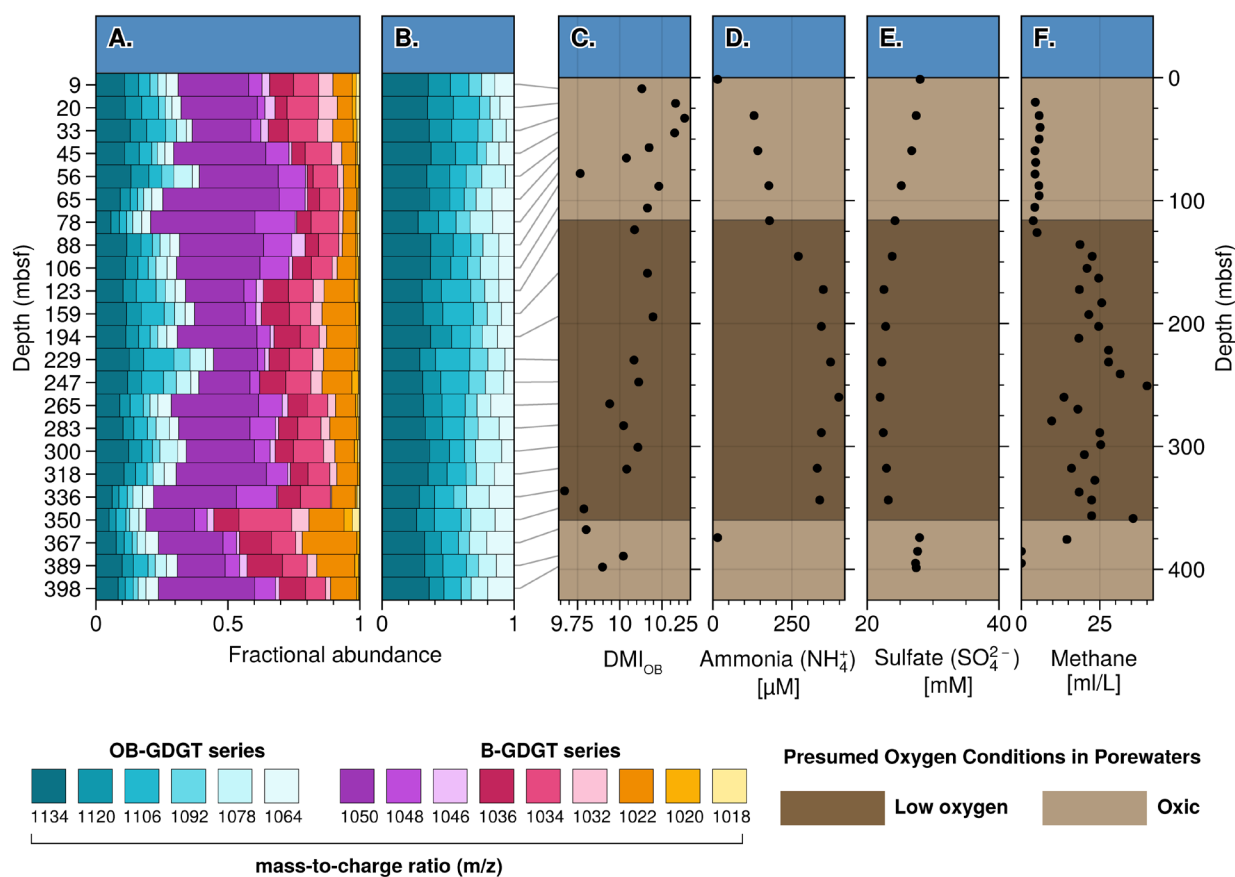 A. B. C. D. E. F.
Depth (mbsf)
9
20
33
45
56
65
78
88
106
123
159
194
229
247
265
283
300
318
336
350
367
389
398
0
100
200
300
400
Depth (mbsf)
0 0.5 1 0 1 9.75 10 10.25 0 250 20 40 0 25
Fractional abundance DMI_OB Ammonia (NH₄⁺) Sulfate (SO₄²⁻) Methane
[µM] [mM] [ml/L]
OB-GDGT series B-GDGT series Presumed Oxygen Conditions in Porewaters
Low oxygen Oxic
1134 1120 1106 1092 1078 1064 1050 1048 1046 1036 1034 1032 1022 1020 1018
mass-to-charge ratio (m/z)